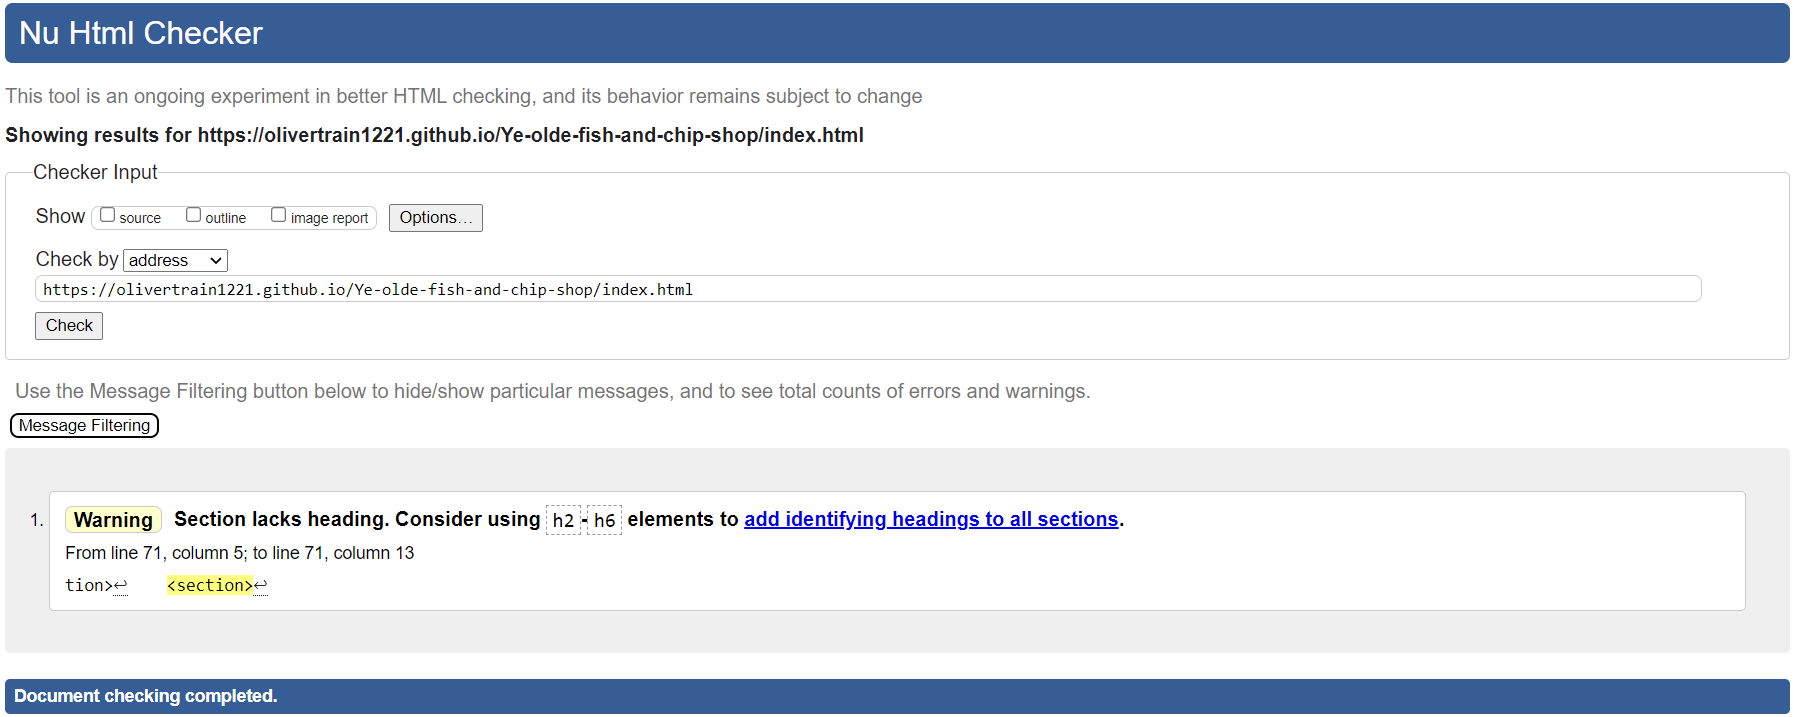 Nu Html Checker
This tool is an ongoing experiment in better HTML checking, and its behavior remains subject to change
Showing results for https://olivertrain1221.github.io/Ye-olde-fish-and-chip-shop/index.html
Checker Input
Show source outline image report Options…
Check by address
https://olivertrain1221.github.io/Ye-olde-fish-and-chip-shop/index.html
Check
Use the Message Filtering button below to hide/show particular messages, and to see total counts of errors and warnings.
Message Filtering
1. Warning Section lacks heading. Consider using h2-h6 elements to add identifying headings to all sections.
From line 71, column 5; to line 71, column 13
tion>↩ <section>↩
Document checking completed.